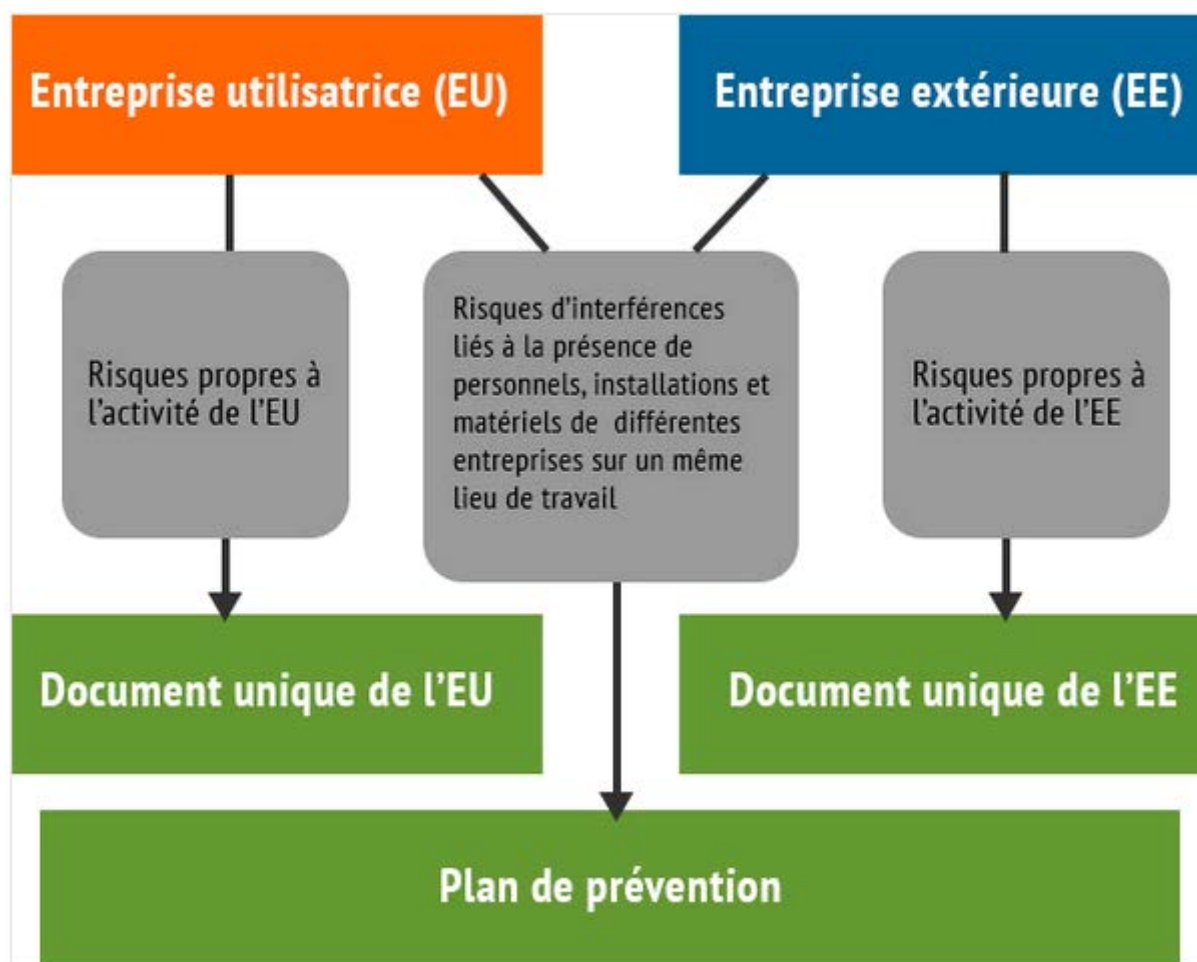 Entreprise utilisatrice (EU)
Entreprise extérieure (EE)
Risques propres à
l'activité de l'EU
Risques d'interférences
liés à la présence de
personnels, installations et
matériels de différentes
entreprises sur un même
lieu de travail
Risques propres à
l'activité de l'EE
Document unique de l'EU
Document unique de l'EE
Plan de prévention